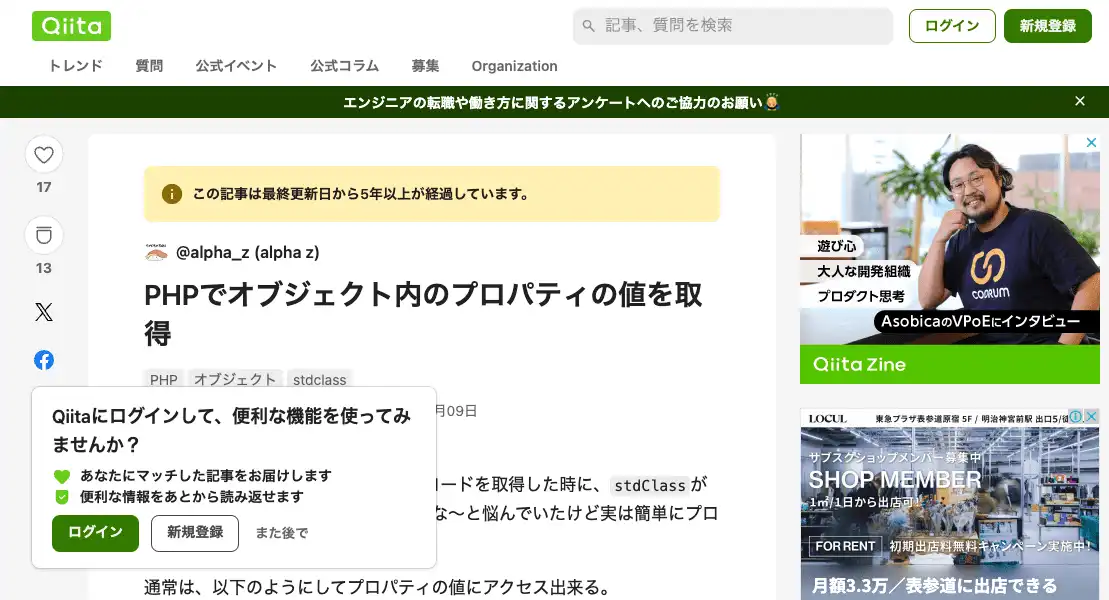 Qiita
記事、質問を検索
ログイン
新規登録
トレンド
質問
公式イベント
公式コラム
募集
Organization
エンジニアの転職や働き方に関するアンケートへのご協力のお願い
17
13
この記事は最終更新日から5年以上が経過しています。
@alpha_z (alpha z)
PHPでオブジェクト内のプロパティの値を取
得
PHP
オブジェクト
stdclass
月09日
ードを取得した時に、stdClassが
な〜と悩んでいたけど実は簡単にプロ
通常は、以下のようにしてプロパティの値にアクセス出来る。
Qiitaにログインして、便利な機能を使ってみ
ませんか？
あなたにマッチした記事をお届けします
便利な情報をあとから読み返せます
ログイン
新規登録
また後で
遊び心
大人な開発組織
プロダクト思考
COORUM
AsobicaのVPoEにインタビュー
Qiita Zine
LOCUL
東急プラザ表参道原宿 5F / 明治神宮前駅 出口5/徒
サブスクショップメンバー募集中
SHOP MEMBER
1㎡/1日から出店可!
FOR RENT
初期出店料無料キャンペーン実施中!
月額3.3万／表参道に出店できる